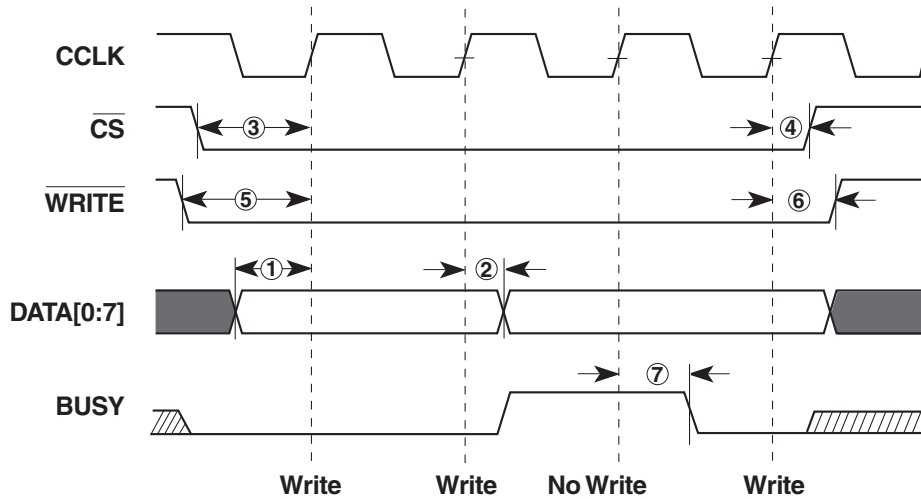 CCLK
CS
③ ④
WRITE
⑤ ⑥
① ②
DATA[0:7]
⑦
BUSY
Write Write No Write Write